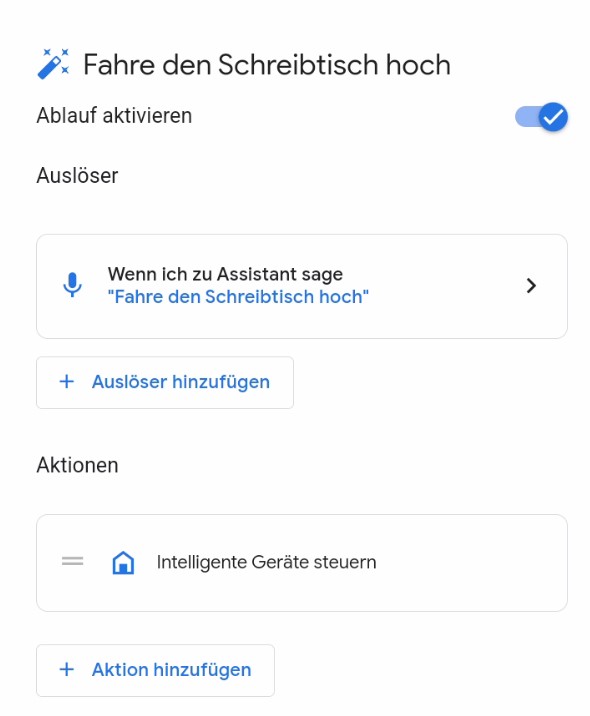 Fahre den Schreibtisch hoch
Ablauf aktivieren
Auslöser
Wenn ich zu Assistant sage
"Fahre den Schreibtisch hoch"
+ Auslöser hinzufügen
Aktionen
Intelligente Geräte steuern
+ Aktion hinzufügen